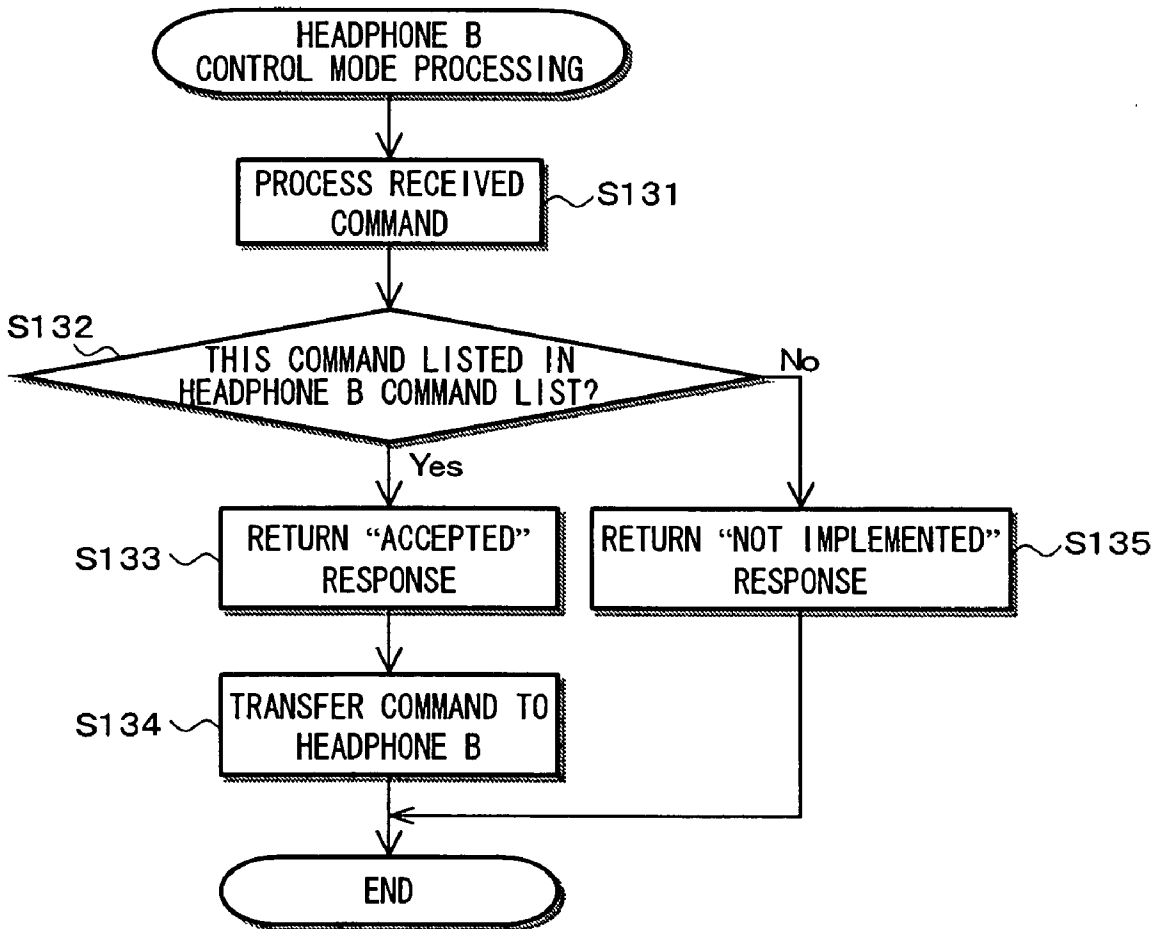 HEADPHONE B
CONTROL MODE PROCESSING
PROCESS RECEIVED
COMMAND
S131
S132
THIS COMMAND LISTED IN
HEADPHONE B COMMAND LIST?
No
Yes
RETURN “ACCEPTED”
RESPONSE
S133
RETURN “NOT IMPLEMENTED”
RESPONSE
S135
TRANSFER COMMAND TO
HEADPHONE B
S134
END